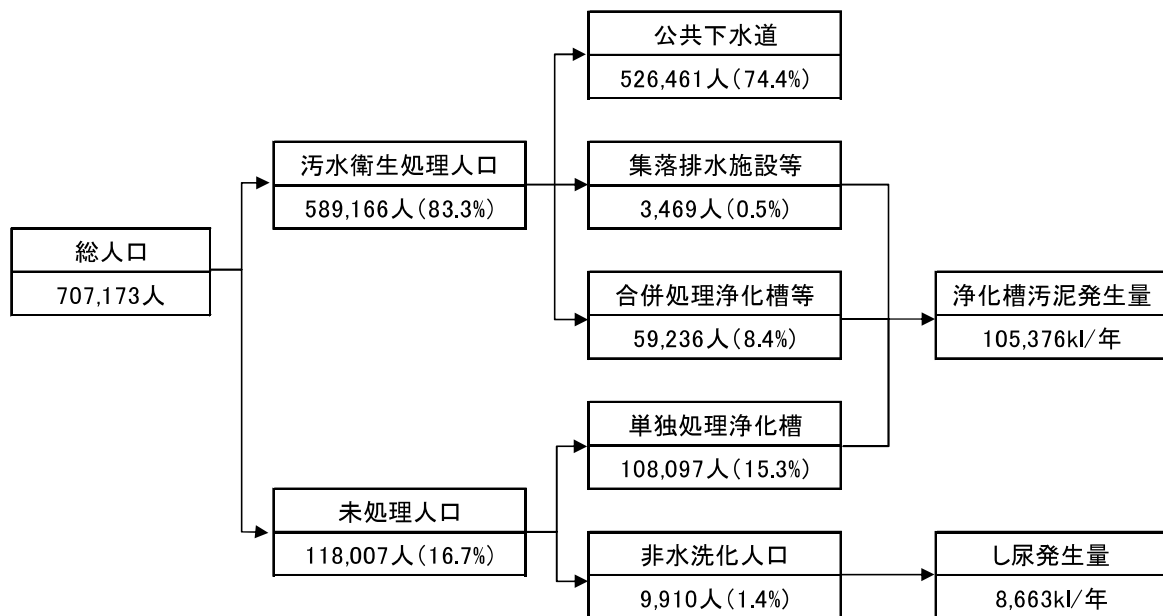 総人口
707,173人
汚水衛生処理人口
589,166人(83.3%)
未処理人口
118,007人(16.7%)
公共下水道
526,461人(74.4%)
集落排水施設等
3,469人(0.5%)
合併処理浄化槽等
59,236人(8.4%)
単独処理浄化槽
108,097人(15.3%)
非水洗化人口
9,910人(1.4%)
浄化槽汚泥発生量
105,376kl/年
し尿発生量
8,663kl/年